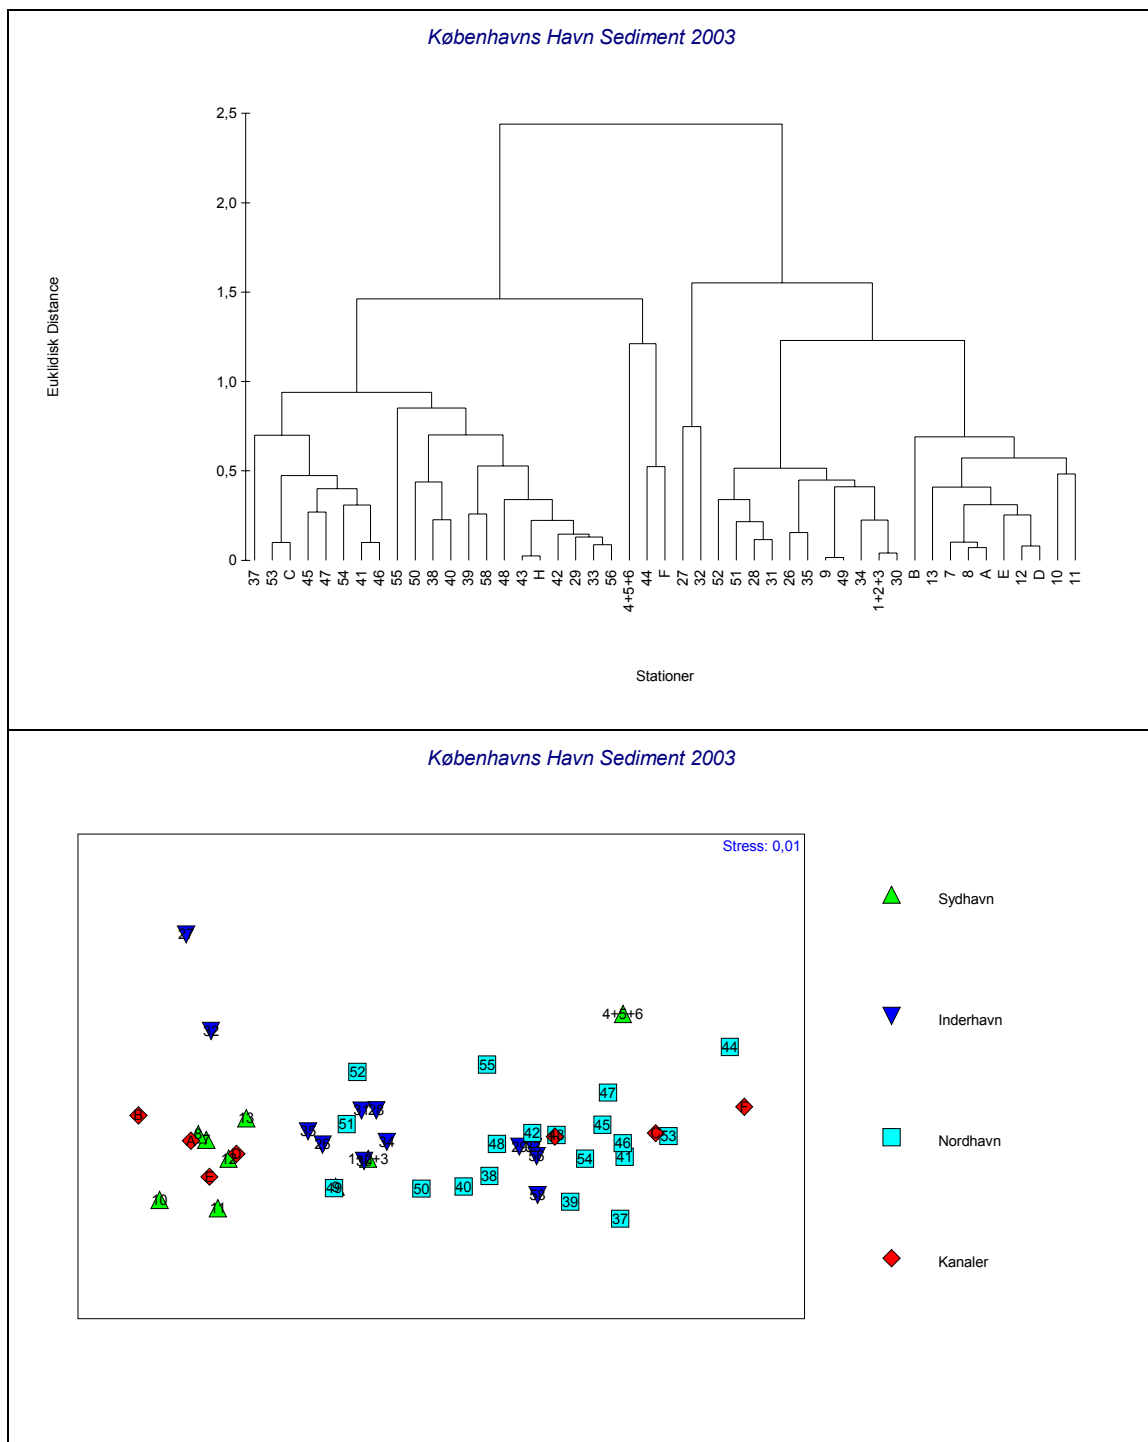 Københavns Havn Sediment 2003
2,5
2,0
1,5
1,0
0,5
0
Euklidisk Distance
37 53 C 45 47 54 41 46 55 50 38 40 39 58 48 43 H 42 29 33 56 4+5+6 44 F 27 32 52 51 28 31 26 35 9 49 34 1+2+3 30 B 13 7 8 A E 12 D 10 11
Stationer
Københavns Havn Sediment 2003
Stress: 0,01
Sydhavn
4+5+6
44
32
55
52
47
Inderhavn
B
F
13
51
45
42
53
A
48
46
Nordhavn
54
41
12
38
10
49
50
40
39
11
37
Kanaler